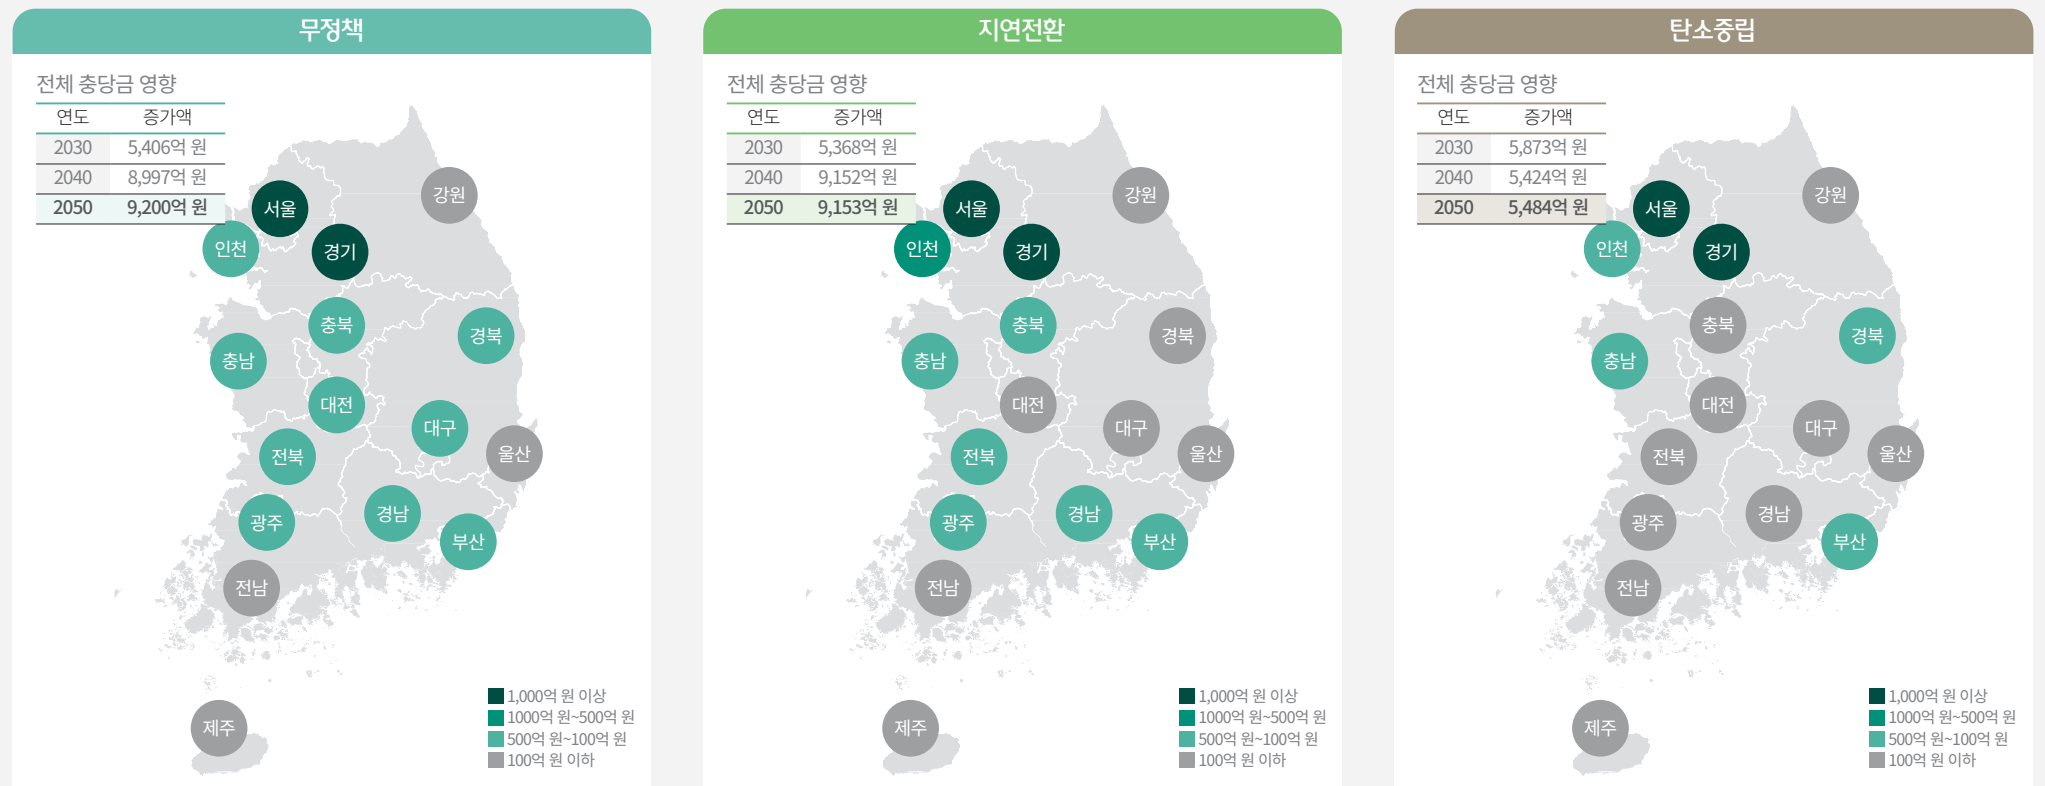 무정책
전체 충당금 영향
연도 증가액
2030 5,406억 원
2040 8,997억 원
2050 9,200억 원
서울
강원
인천
경기
충북
경북
충남
대전
대구
전북
울산
광주
경남
부산
전남
제주
1,000억 원 이상
1000억 원~500억 원
500억 원~100억 원
100억 원 이하
지연전환
전체 충당금 영향
연도 증가액
2030 5,368억 원
2040 9,152억 원
2050 9,153억 원
서울
강원
인천
경기
충북
경북
충남
대전
대구
전북
울산
광주
경남
부산
전남
제주
1,000억 원 이상
1000억 원~500억 원
500억 원~100억 원
100억 원 이하
탄소중립
전체 충당금 영향
연도 증가액
2030 5,873억 원
2040 5,424억 원
2050 5,484억 원
서울
강원
인천
경기
충북
경북
충남
대전
대구
전북
울산
광주
경남
부산
전남
제주
1,000억 원 이상
1000억 원~500억 원
500억 원~100억 원
100억 원 이하